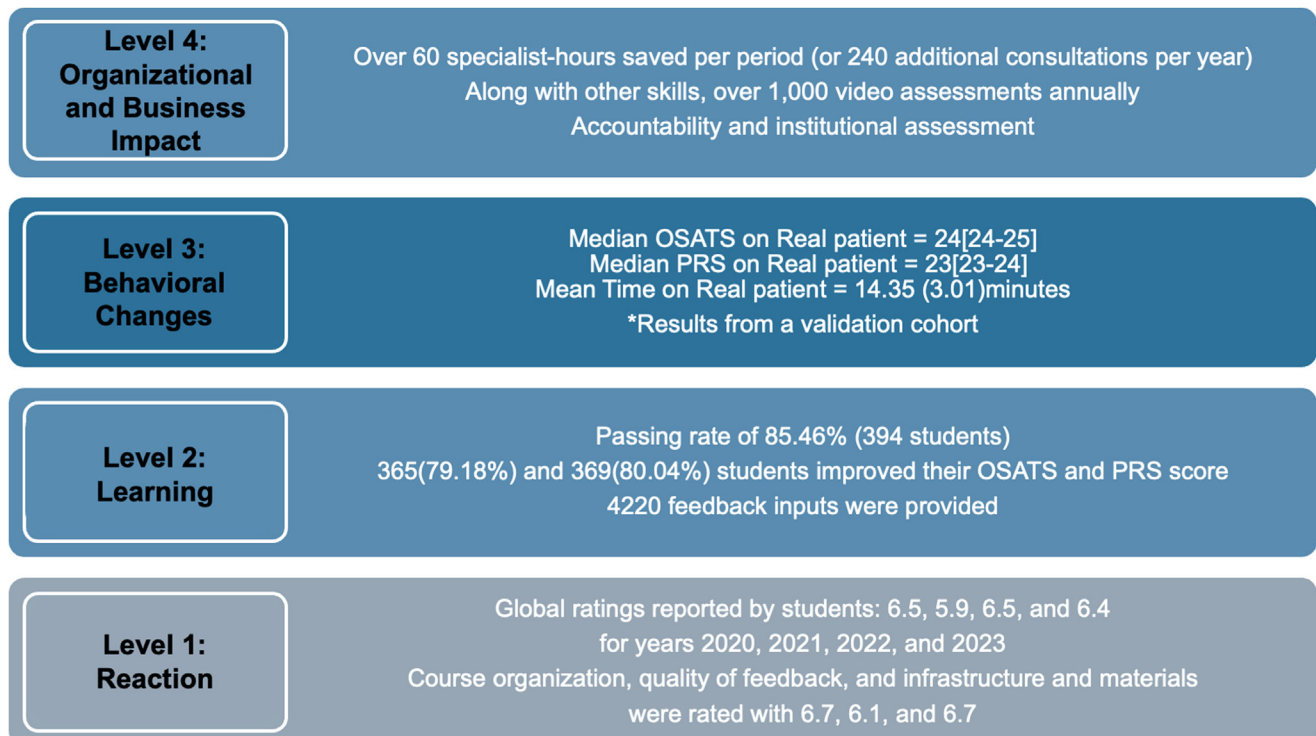 Level 4:
Organizational
and Business
Impact
Over 60 specialist-hours saved per period (or 240 additional consultations per year)
Along with other skills, over 1,000 video assessments annually
Accountability and institutional assessment
Level 3:
Behavioral
Changes
Median OSATS on Real patient = 24[24-25]
Median PRS on Real patient = 23[23-24]
Mean Time on Real patient = 14.35 (3.01)minutes
*Results from a validation cohort
Level 2:
Learning
Passing rate of 85.46% (394 students)
365(79.18%) and 369(80.04%) students improved their OSATS and PRS score
4220 feedback inputs were provided
Level 1:
Reaction
Global ratings reported by students: 6.5, 5.9, 6.5, and 6.4
for years 2020, 2021, 2022, and 2023
Course organization, quality of feedback, and infrastructure and materials
were rated with 6.7, 6.1, and 6.7